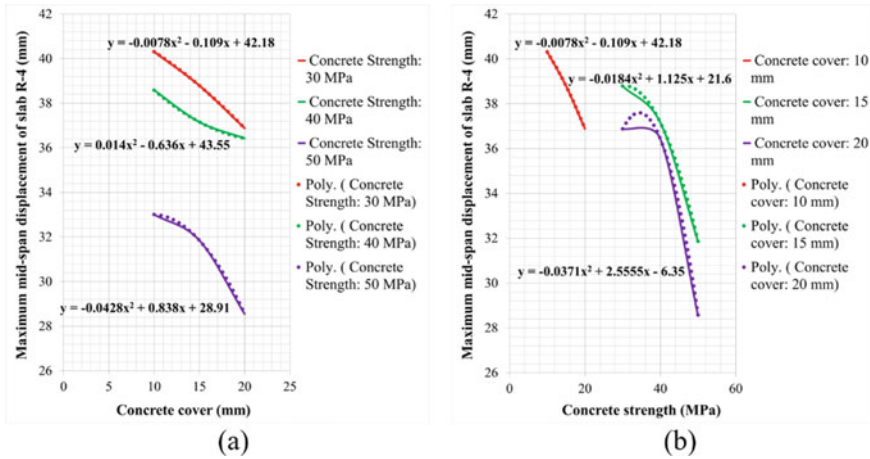 42
40
38
36
34
32
30
28
26
Maximum mid-span displacement of slab R-4 (mm)
y = -0.0078x² - 0.109x + 42.18
y = 0.014x² - 0.636x + 43.55
y = -0.0428x² + 0.838x + 28.91
0 5 10 15 20 25
Concrete cover (mm)
Concrete Strength:
30 MPa
Concrete Strength:
40 MPa
Concrete Strength:
50 MPa
Poly. ( Concrete
Strength: 30 MPa)
Poly. ( Concrete
Strength: 40 MPa)
Poly. ( Concrete
Strength: 50 MPa)
(a)
42
40
38
36
34
32
30
28
26
Maximum mid-span displacement of slab R-4 (mm)
y = -0.0078x² - 0.109x + 42.18
y = -0.0184x² + 1.125x + 21.6
y = -0.0371x² + 2.5555x - 6.35
0 20 40 60
Concrete strength (MPa)
Concrete cover: 10
mm
Concrete cover: 15
mm
Concrete cover: 20
mm
Poly. ( Concrete
cover: 10 mm)
Poly. ( Concrete
cover: 15 mm)
Poly. ( Concrete
cover: 20 mm)
(b)